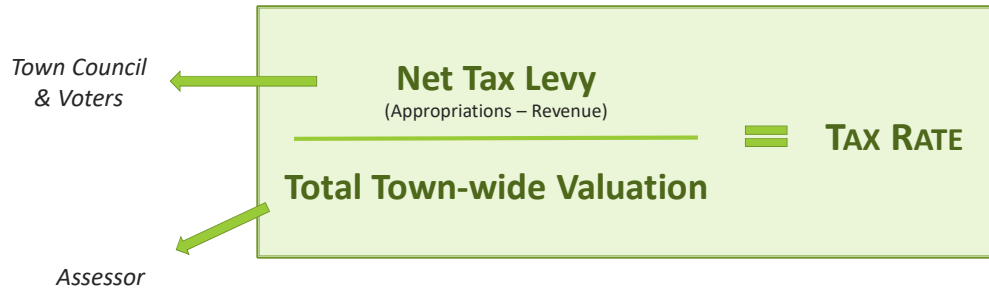 Town Council
& Voters
Net Tax Levy
(Appropriations – Revenue)
= TAX RATE
Total Town-wide Valuation
Assessor